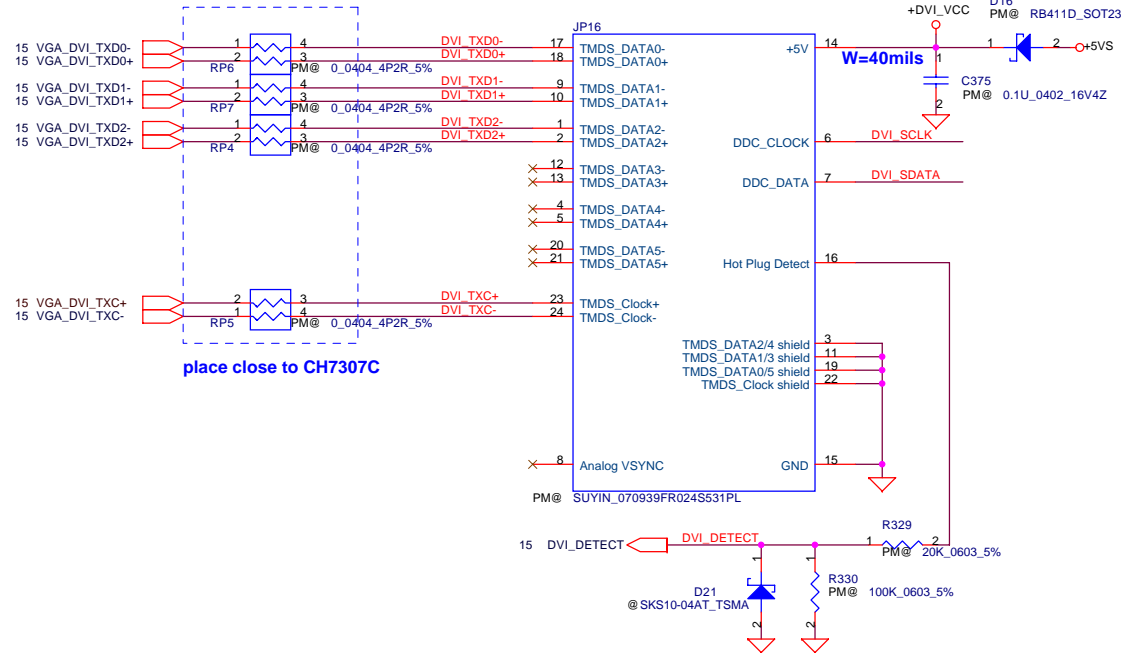 +DVI_VCC
D16
PM@ RB411D_SOT23
JP16
15 VGA_DVI_TXD0- 1 4 DVI_TXD0- 17 TMDS_DATA0- +5V 14 1 2 +5VS
15 VGA_DVI_TXD0+ 2 3 DVI_TXD0+ 18 TMDS_DATA0+ W=40mils 1
RP6 PM@ 0_0404_4P2R_5%
C375
15 VGA_DVI_TXD1- 1 4 DVI_TXD1- 9 TMDS_DATA1-
15 VGA_DVI_TXD1+ 2 3 DVI_TXD1+ 10 TMDS_DATA1+ PM@ 0.1U_0402_16V4Z
RP7 PM@ 0_0404_4P2R_5% 2
15 VGA_DVI_TXD2- 1 4 DVI_TXD2- 1 TMDS_DATA2-
15 VGA_DVI_TXD2+ 2 3 DVI_TXD2+ 2 TMDS_DATA2+ DDC_CLOCK 6 DVI_SCLK
RP4 PM@ 0_0404_4P2R_5%
12 TMDS_DATA3-
13 TMDS_DATA3+ DDC_DATA 7 DVI_SDATA
4 TMDS_DATA4-
5 TMDS_DATA4+
20 TMDS_DATA5-
21 TMDS_DATA5+ Hot Plug Detect 16
15 VGA_DVI_TXC+ 2 3 DVI_TXC+ 23 TMDS_Clock+
15 VGA_DVI_TXC- 1 4 DVI_TXC- 24 TMDS_Clock-
RP5 PM@ 0_0404_4P2R_5%
TMDS_DATA2/4 shield 3
TMDS_DATA1/3 shield 11
TMDS_DATA0/5 shield 19
TMDS_Clock shield 22
place close to CH7307C
8 Analog VSYNC GND 15
PM@ SUYIN_070939FR024S531PL
R329
15 DVI_DETECT DVI_DETECT 1 2
PM@ 20K_0603_5%
1 1
D21 R330
@ SKS10-04AT_TSMA PM@ 100K_0603_5%
2 2